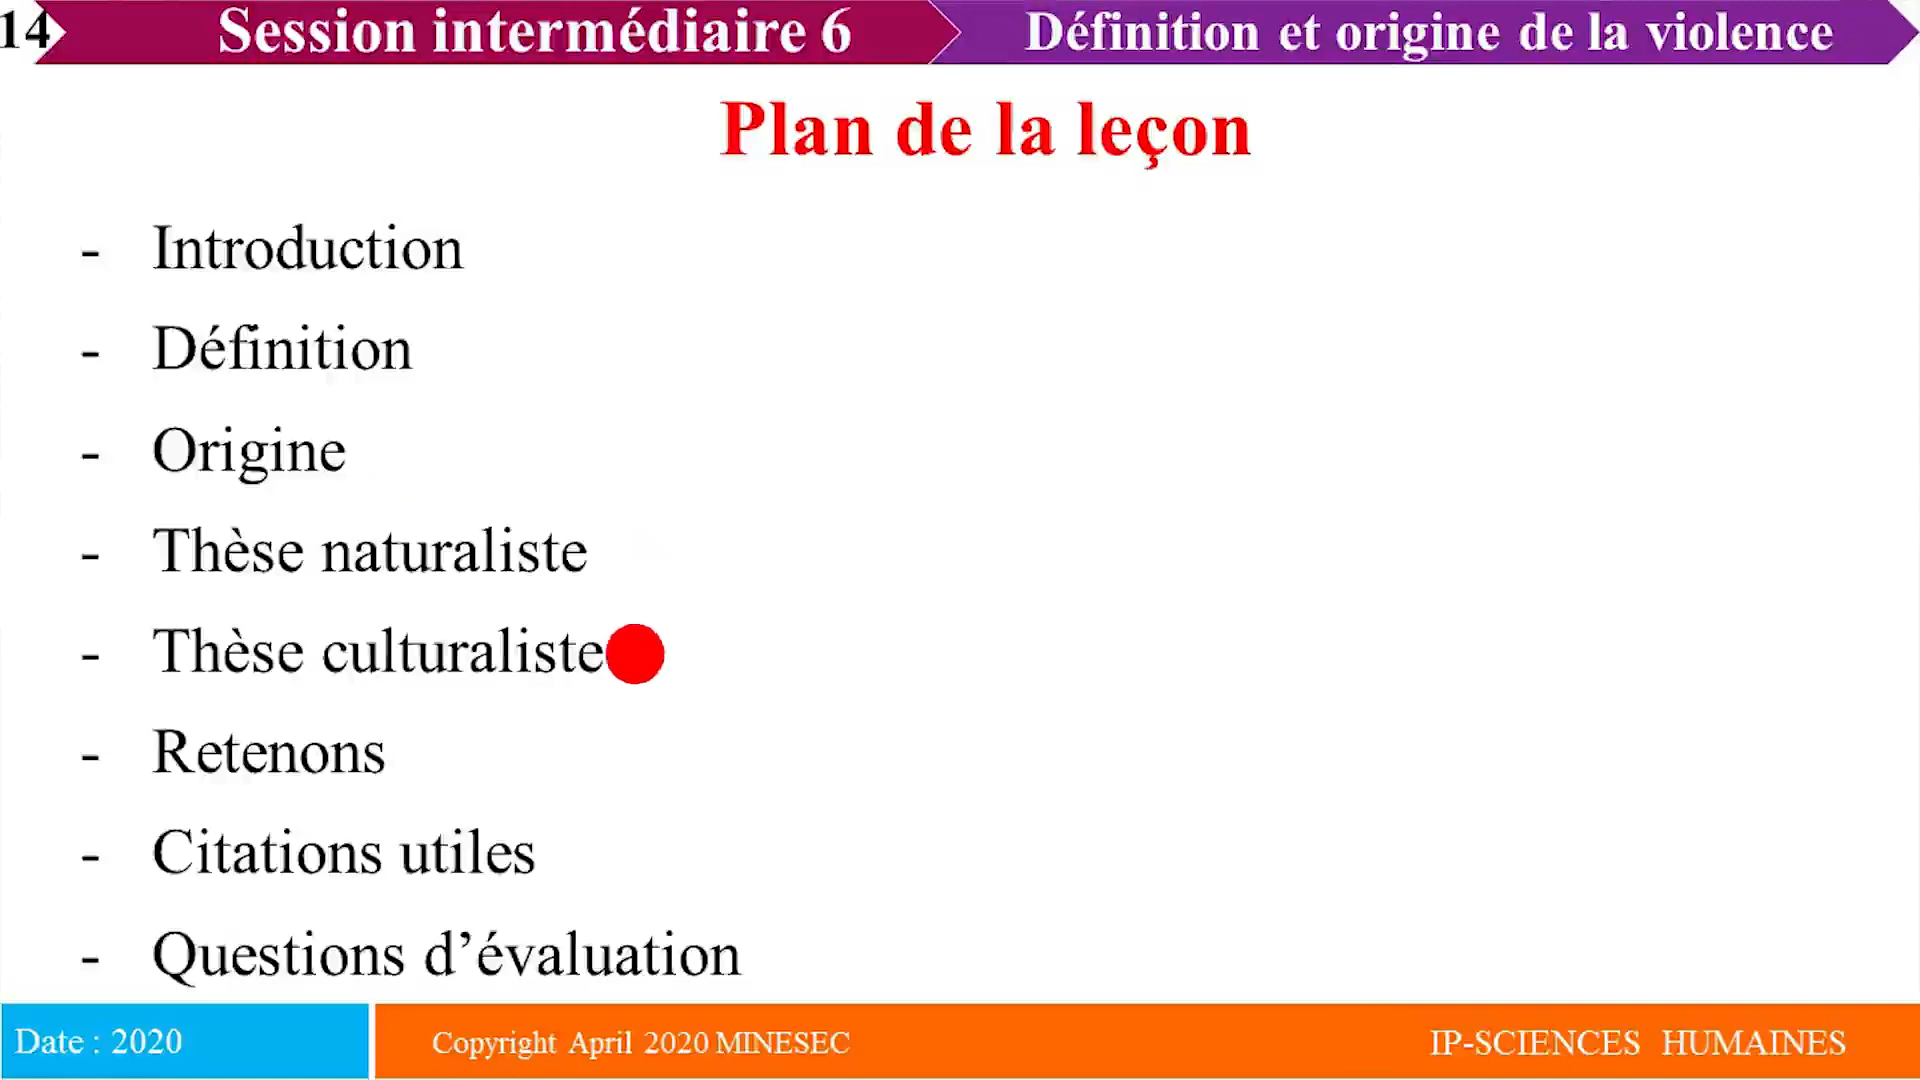 14 Session intermédiaire 6 Définition et origine de la violence
Plan de la leçon
- Introduction
- Définition
- Origine
- Thèse naturaliste
- Thèse culturaliste
- Retenons
- Citations utiles
- Questions d’évaluation
Date : 2020 Copyright April 2020 MINESEC IP-SCIENCES HUMAINES